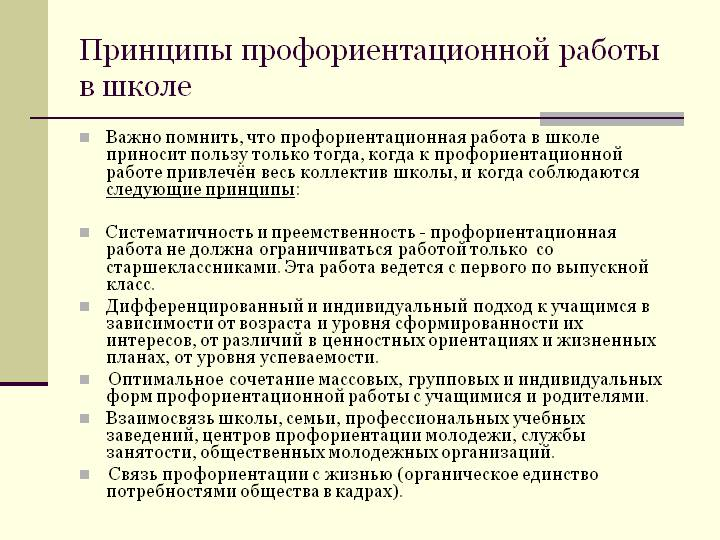 Принципы профориентационной работы
в школе
Важно помнить, что профориентационная работа в школе
приносит пользу только тогда, когда к профориентационной
работе привлечён весь коллектив школы, и когда соблюдаются
следующие принципы:
Систематичность и преемственность - профориентационная
работа не должна ограничиваться работой только со
старшеклассниками. Эта работа ведется с первого по выпускной
класс.
Дифференцированный и индивидуальный подход к учащимся в
зависимости от возраста и уровня сформированности их
интересов, от различий в ценностных ориентациях и жизненных
планах, от уровня успеваемости.
Оптимальное сочетание массовых, групповых и индивидуальных
форм профориентационной работы с учащимися и родителями.
Взаимосвязь школы, семьи, профессиональных учебных
заведений, центров профориентации молодежи, службы
занятости, общественных молодежных организаций.
Связь профориентации с жизнью (органическое единство
потребностями общества в кадрах).